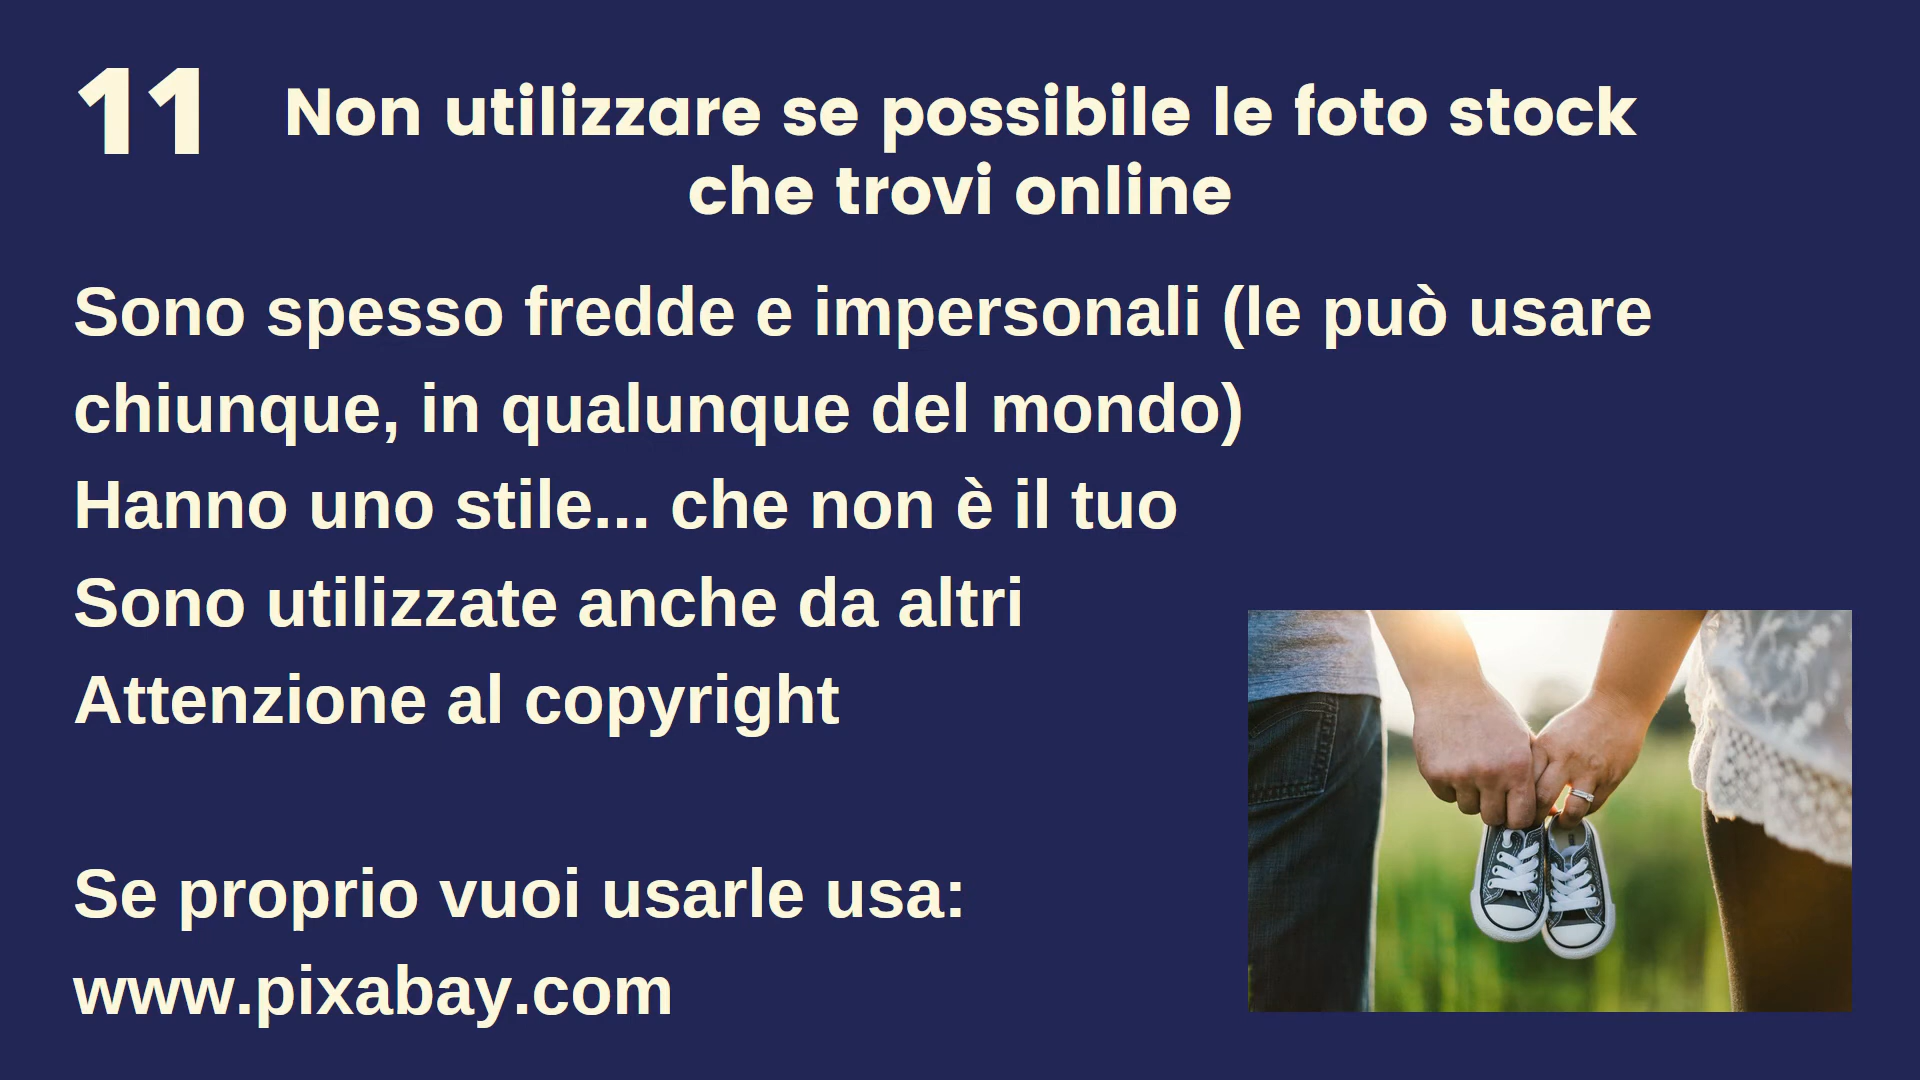 11
Non utilizzare se possibile le foto stock
che trovi online
Sono spesso fredde e impersonali (le può usare
chiunque, in qualunque del mondo)
Hanno uno stile... che non è il tuo
Sono utilizzate anche da altri
Attenzione al copyright
Se proprio vuoi usarle usa:
www.pixabay.com